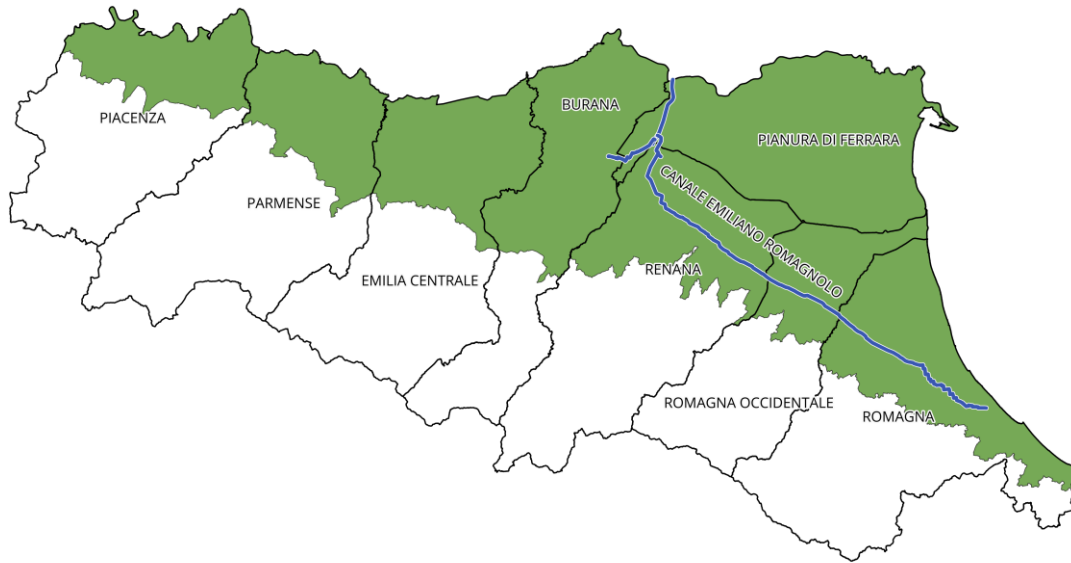 BURANA
PIACENZA
PIANURA DI FERRARA
CANALE EMILIANO ROMAGNOLO
PARMENSE
RENANA
EMILIA CENTRALE
ROMAGNA OCCIDENTALE
ROMAGNA